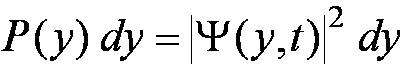 P(y) dy = |Ψ(y,t)|² dy